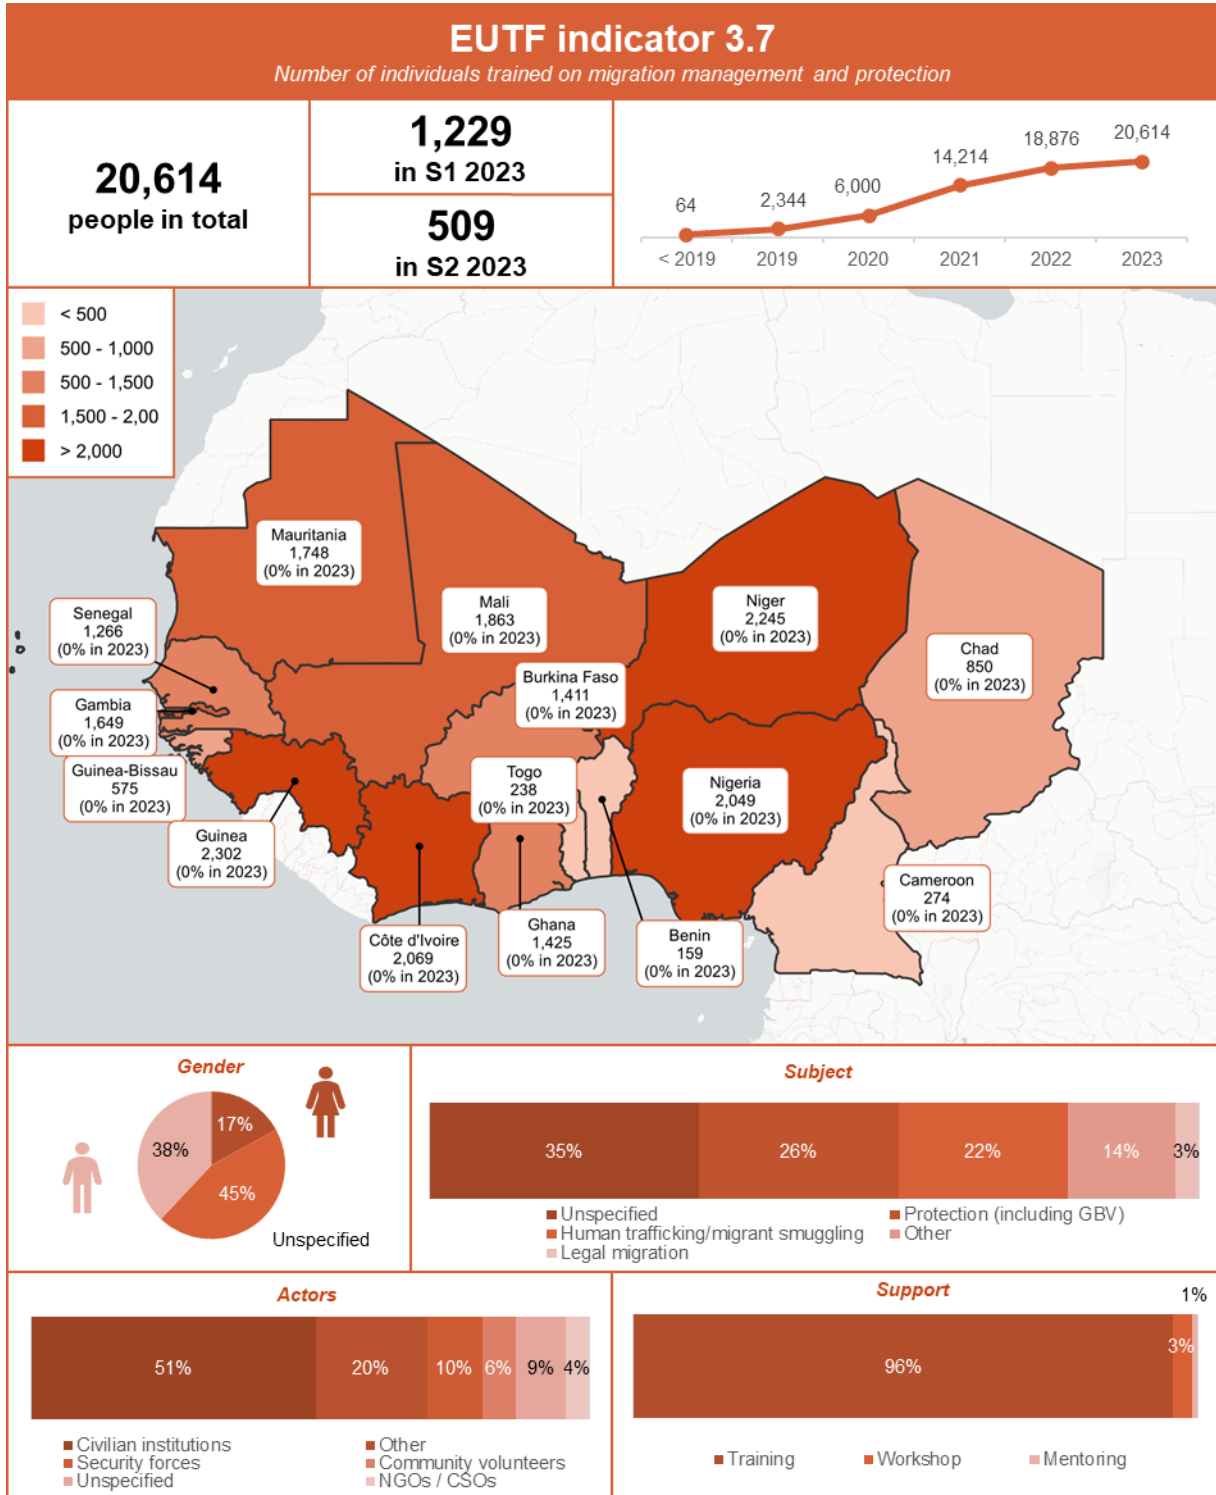 EUTF indicator 3.7
Number of individuals trained on migration management and protection
20,614
people in total
1,229
in S1 2023
509
in S2 2023
64
2,344
6,000
14,214
18,876
20,614
< 2019
2019
2020
2021
2022
2023
< 500
500 - 1,000
500 - 1,500
1,500 - 2,00
> 2,000
Mauritania
1,748
(0% in 2023)
Mali
1,863
(0% in 2023)
Niger
2,245
(0% in 2023)
Chad
850
(0% in 2023)
Senegal
1,266
(0% in 2023)
Burkina Faso
1,411
(0% in 2023)
Gambia
1,649
(0% in 2023)
Guinea-Bissau
575
(0% in 2023)
Togo
238
(0% in 2023)
Nigeria
2,049
(0% in 2023)
Guinea
2,302
(0% in 2023)
Cameroon
274
(0% in 2023)
Côte d'Ivoire
2,069
(0% in 2023)
Ghana
1,425
(0% in 2023)
Benin
159
(0% in 2023)
Gender
17%
38%
45%
Unspecified
Subject
35%
26%
22%
14%
3%
Unspecified
Protection (including GBV)
Human trafficking/migrant smuggling
Other
Legal migration
Actors
51%
20%
10%
6%
9%
4%
Civilian institutions
Other
Security forces
Community volunteers
Unspecified
NGOs / CSOs
Support
1%
3%
96%
Training
Workshop
Mentoring